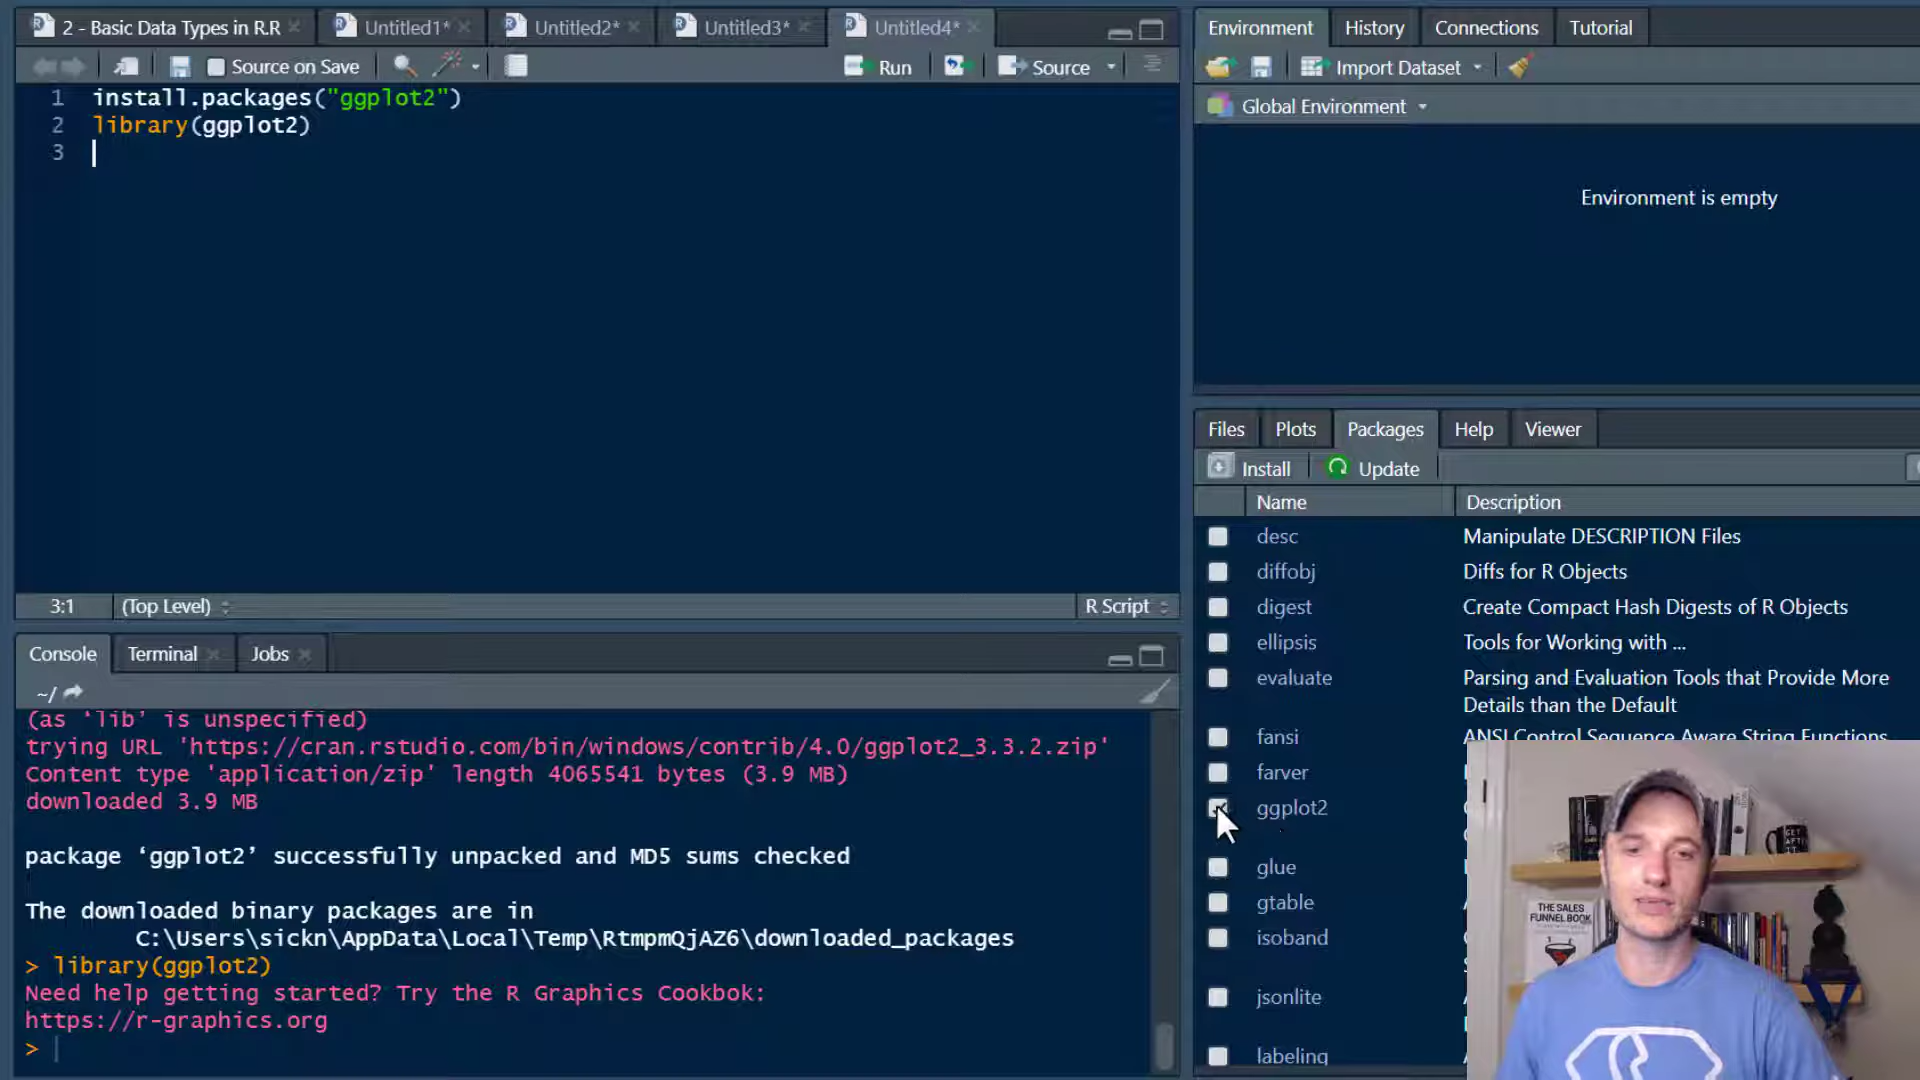 2 - Basic Data Types in R.R
Untitled1*
Untitled2*
Untitled3*
Untitled4*
Source on Save
Run
Source
1 install.packages("ggplot2")
2 library(ggplot2)
3
3:1
(Top Level)
R Script
Console
Terminal
Jobs
~/
(as ‘lib’ is unspecified)
trying URL 'https://cran.rstudio.com/bin/windows/contrib/4.0/ggplot2_3.3.2.zip'
Content type 'application/zip' length 4065541 bytes (3.9 MB)
downloaded 3.9 MB
package ‘ggplot2’ successfully unpacked and MD5 sums checked
The downloaded binary packages are in
C:\Users\sickn\AppData\Local\Temp\RtmpmQjAZ6\downloaded_packages
> library(ggplot2)
Need help getting started? Try the R Graphics Cookbok:
https://r-graphics.org
>
Environment
History
Connections
Tutorial
Import Dataset
Global Environment
Environment is empty
Files
Plots
Packages
Help
Viewer
Install
Update
Name
Description
desc
Manipulate DESCRIPTION Files
diffobj
Diffs for R Objects
digest
Create Compact Hash Digests of R Objects
ellipsis
Tools for Working with ...
evaluate
Parsing and Evaluation Tools that Provide More
Details than the Default
fansi
ANSI Control Sequence Aware String Functions
farver
ggplot2
glue
gtable
isoband
jsonlite
labeling
THE SALES
FUNNEL BOOK
GET
AFTER
IT